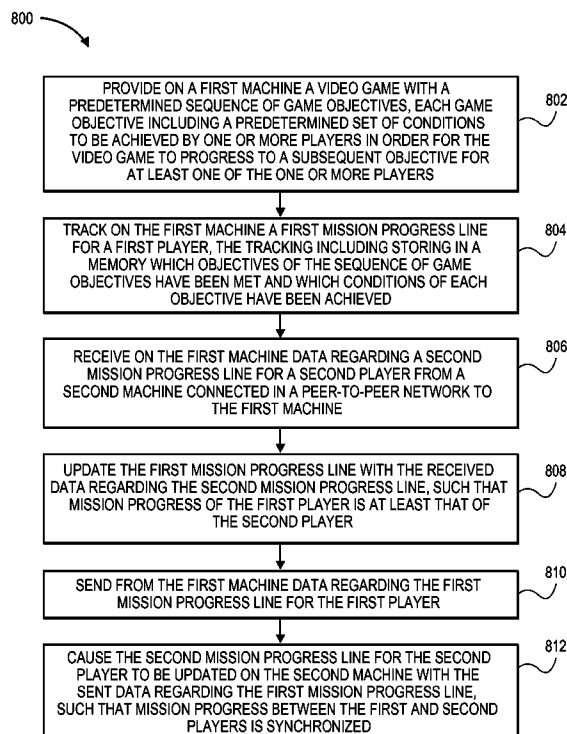 800
PROVIDE ON A FIRST MACHINE A VIDEO GAME WITH A
PREDETERMINED SEQUENCE OF GAME OBJECTIVES, EACH GAME
OBJECTIVE INCLUDING A PREDETERMINED SET OF CONDITIONS
TO BE ACHIEVED BY ONE OR MORE PLAYERS IN ORDER FOR THE
VIDEO GAME TO PROGRESS TO A SUBSEQUENT OBJECTIVE FOR
AT LEAST ONE OF THE ONE OR MORE PLAYERS
802
TRACK ON THE FIRST MACHINE A FIRST MISSION PROGRESS LINE
FOR A FIRST PLAYER, THE TRACKING INCLUDING STORING IN A
MEMORY WHICH OBJECTIVES OF THE SEQUENCE OF GAME
OBJECTIVES HAVE BEEN MET AND WHICH CONDITIONS OF EACH
OBJECTIVE HAVE BEEN ACHIEVED
804
RECEIVE ON THE FIRST MACHINE DATA REGARDING A SECOND
MISSION PROGRESS LINE FOR A SECOND PLAYER FROM A
SECOND MACHINE CONNECTED IN A PEER-TO-PEER NETWORK TO
THE FIRST MACHINE
806
UPDATE THE FIRST MISSION PROGRESS LINE WITH THE RECEIVED
DATA REGARDING THE SECOND MISSION PROGRESS LINE, SUCH THAT
MISSION PROGRESS OF THE FIRST PLAYER IS AT LEAST THAT OF
OF THE SECOND PLAYER
808
SEND FROM THE FIRST MACHINE DATA REGARDING THE FIRST
MISSION PROGRESS LINE FOR THE FIRST PLAYER
810
CAUSE THE SECOND MISSION PROGRESS LINE FOR THE SECOND
PLAYER TO BE UPDATED ON THE SECOND MACHINE WITH THE
SENT DATA REGARDING THE FIRST MISSION PROGRESS LINE,
SUCH THAT MISSION PROGRESS BETWEEN THE FIRST AND SECOND
PLAYERS IS SYNCHRONIZED
812